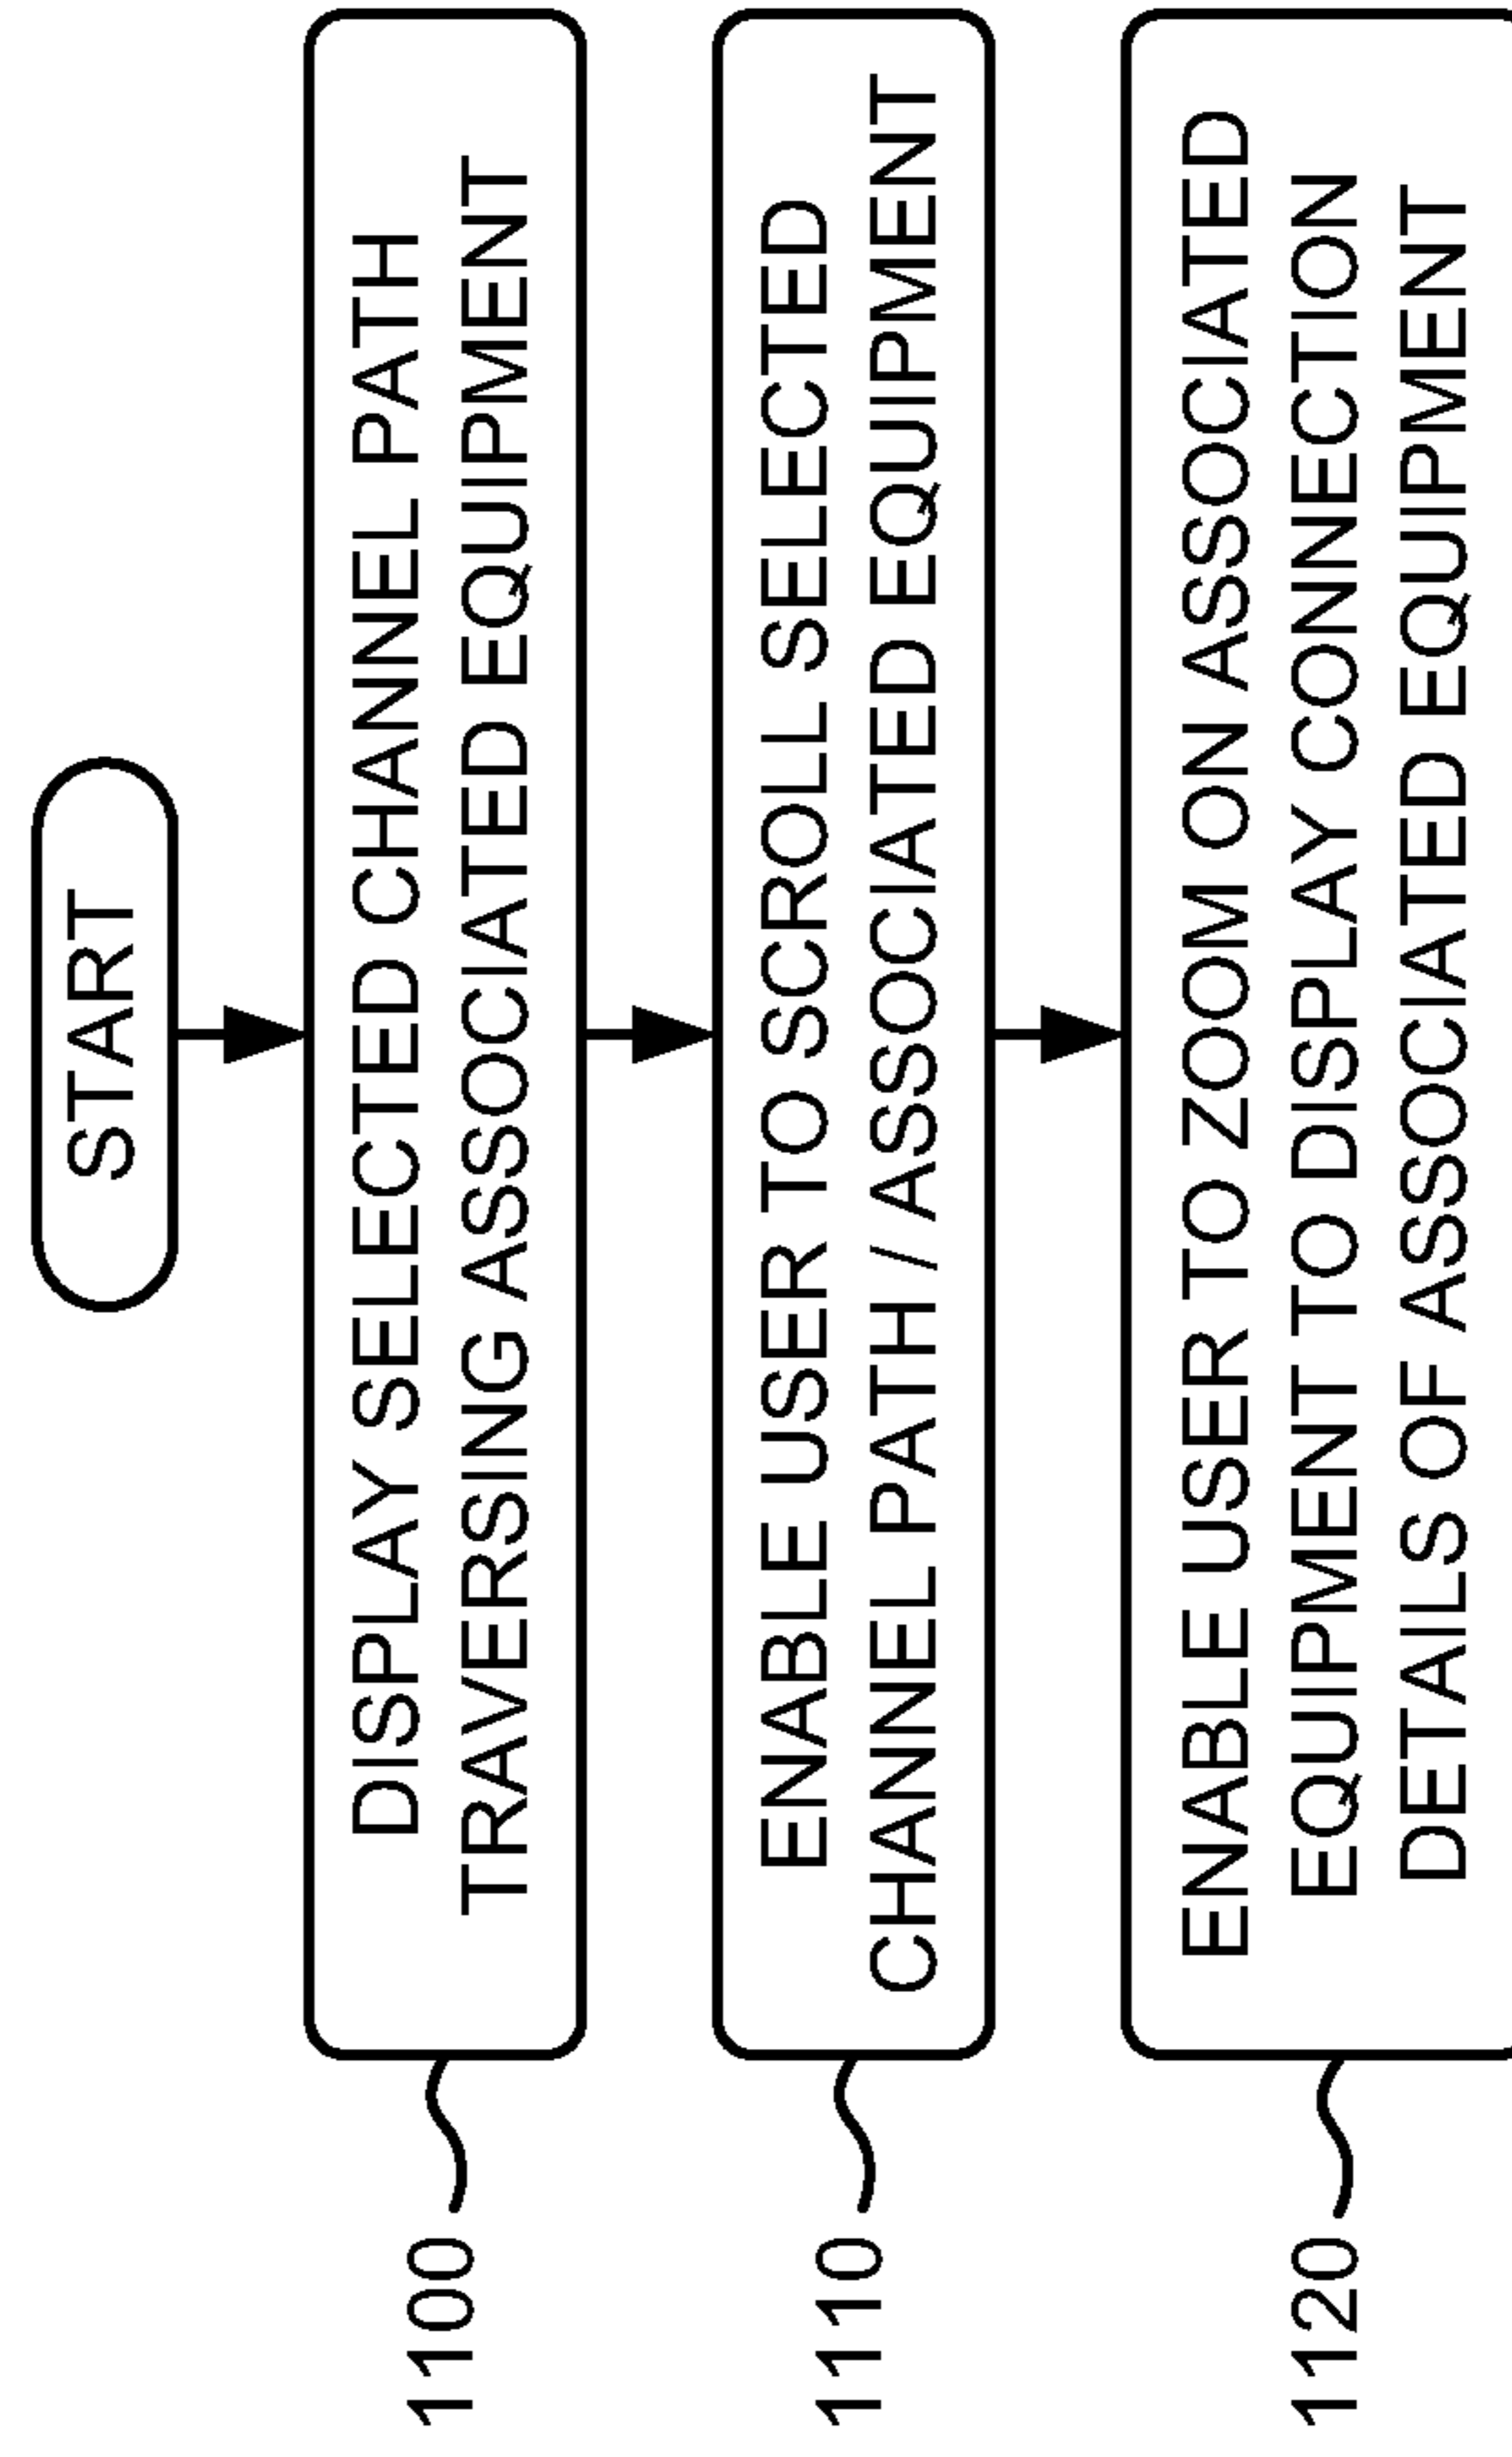 START
DISPLAY SELECTED CHANNEL PATH
TRAVERSING ASSOCIATED EQUIPMENT
1100
ENABLE USER TO SCROLL SELECTED
CHANNEL PATH / ASSOCIATED EQUIPMENT
1110
ENABLE USER TO ZOOM ON ASSOCIATED
EQUIPMENT TO DISPLAY CONNECTION
DETAILS OF ASSOCIATED EQUIPMENT
1120